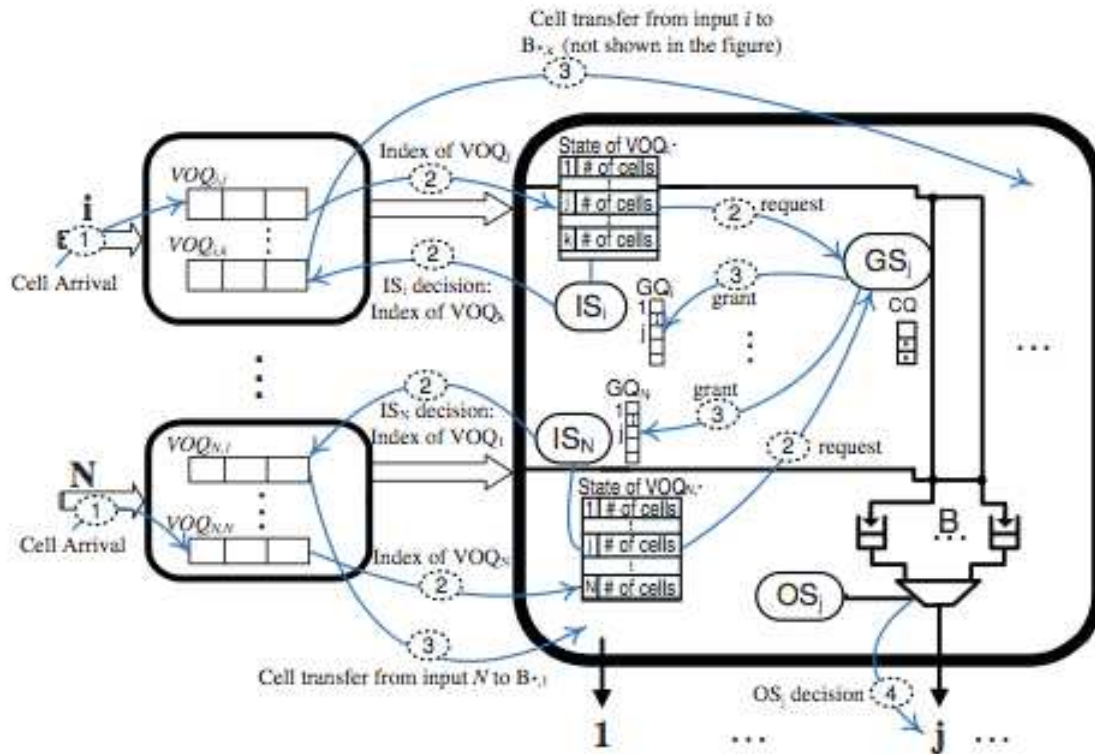 Cell transfer from input i to
B*,k (not shown in the figure)
3
State of VOQi,*
1 # of cells
j # of cells
k # of cells
Index of VOQj
2
VOQi,j
VOQi,k
i
1
Cell Arrival
2
request
GSj
3
grant
2
ISi decision:
Index of VOQk
ISi
GQi
1
j
CQ
...
grant
3
GQN
1
j
2
ISN decision:
Index of VOQ1
ISN
2
request
VOQN,1
N
1
Cell Arrival
VOQN,N
State of VOQN,*
1 # of cells
j # of cells
N # of cells
Index of VOQN
2
B
...
OSj
3
Cell transfer from input N to B*,1
OSj decision
4
1
...
j
...